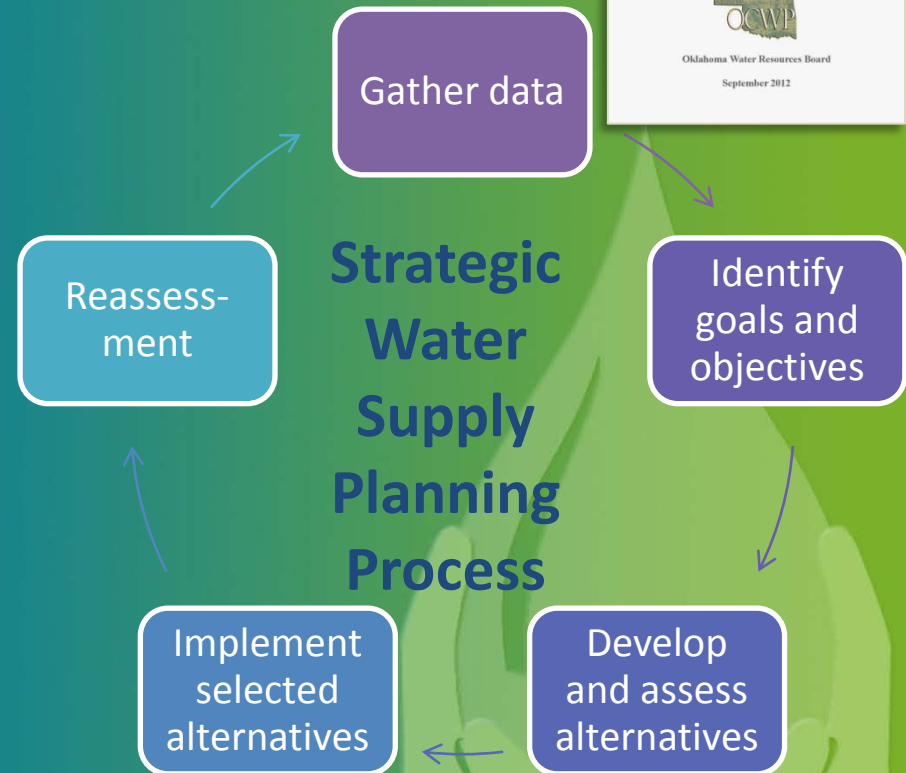 OCWP
Oklahoma Water Resources Board
September 2012
Gather data
Strategic
Water
Supply
Planning
Process
Identify
goals and
objectives
Develop
and assess
alternatives
Implement
selected
alternatives
Reassess-
ment